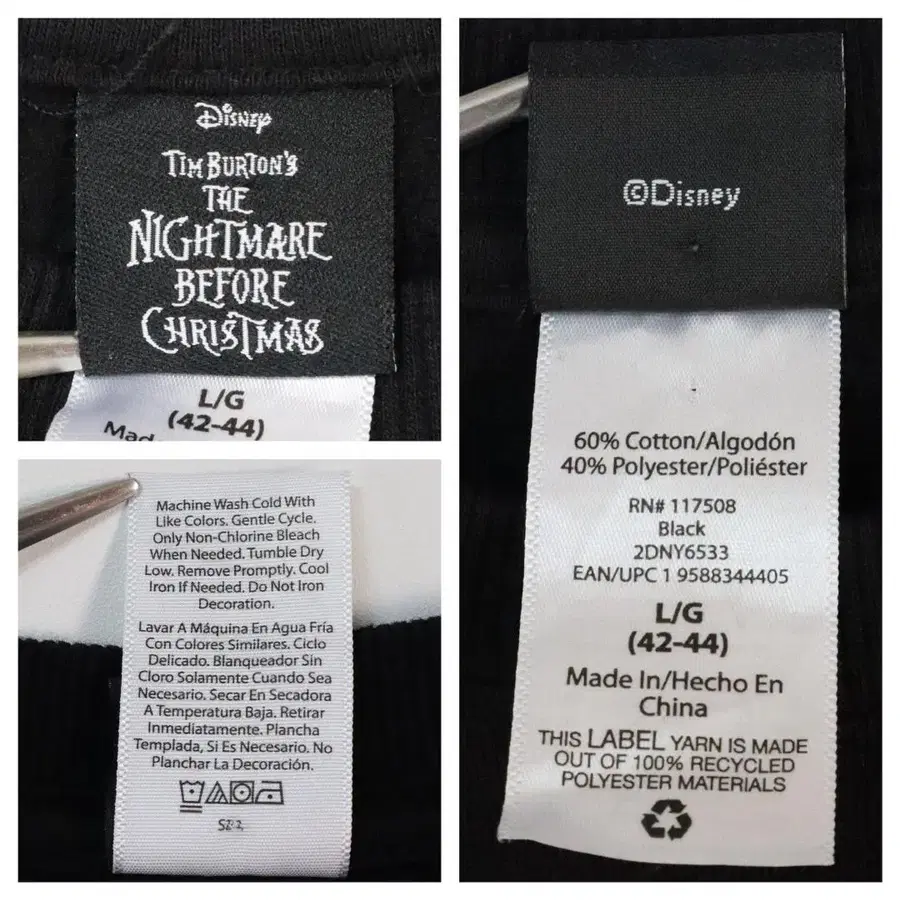 Disney
TIM BURTON'S
THE
NIGHTMARE
BEFORE
CHRISTMAS
L/G
(42-44)
Machine Wash Cold With
Like Colors. Gentle Cycle.
Only Non-Chlorine Bleach
When Needed. Tumble Dry
Low. Remove Promptly. Cool
Iron If Needed. Do Not Iron
Decoration.
Lavar A Máquina En Agua Fría
Con Colores Similares. Ciclo
Delicado. Blanqueador Sin
Cloro Solamente Cuando Sea
Necesario. Secar En Secadora
A Temperatura Baja. Retirar
Inmediatamente. Plancha
Templada, Si Es Necesario. No
Planchar La Decoración.
©Disney
60% Cotton/Algodón
40% Polyester/Poliéster
RN# 117508
Black
2DNY6533
EAN/UPC 1 9588344405
L/G
(42-44)
Made In/Hecho En
China
THIS LABEL YARN IS MADE
OUT OF 100% RECYCLED
POLYESTER MATERIALS